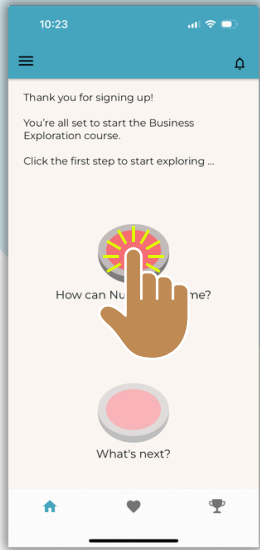 10:23
Thank you for signing up!
You're all set to start the Business
Exploration course.
Click the first step to start exploring ...
How can Nu me?
What's next?